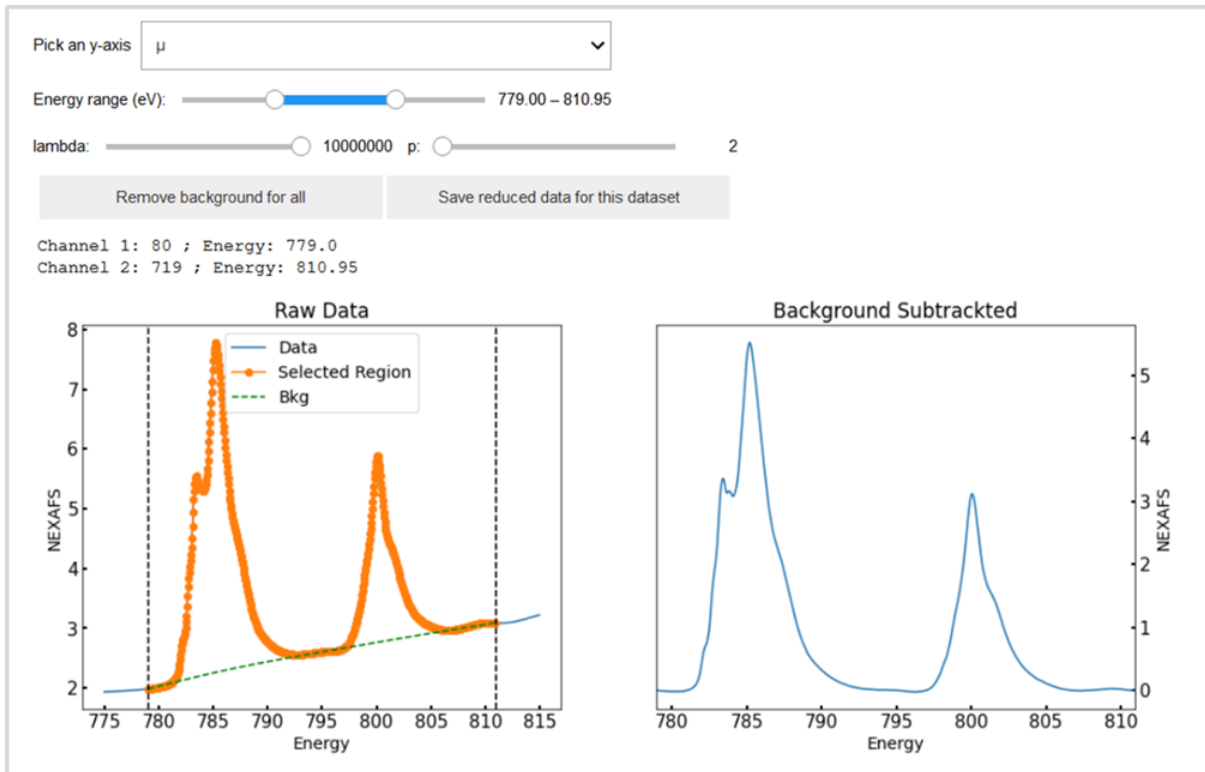 Pick an y-axis μ
Energy range (eV): 779.00 – 810.95
lambda: 10000000 p: 2
Remove background for all Save reduced data for this dataset
Channel 1: 80 ; Energy: 779.0
Channel 2: 719 ; Energy: 810.95
Raw Data
8
7
6
5
4
3
2
NEXAFS
Data
Selected Region
Bkg
775 780 785 790 795 800 805 810 815
Energy
Background Subtrackted
5
4
3
2
1
0
NEXAFS
780 785 790 795 800 805 810
Energy